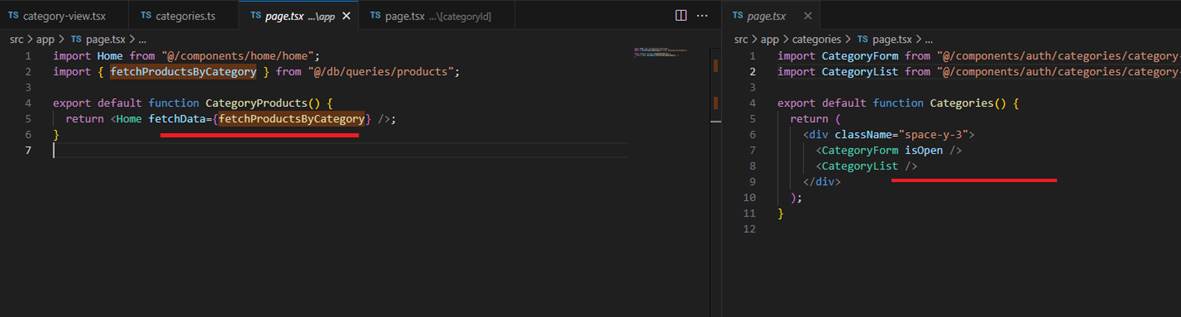 TS category-view.tsx TS categories.ts TS page.tsx ...\app TS page.tsx ...\[categoryId]
src > app > TS page.tsx > ...
1 import Home from "@/components/home/home";
2 import { fetchProductsByCategory } from "@/db/queries/products";
3
4 export default function CategoryProducts() {
5 return <Home fetchData={fetchProductsByCategory} />;
6 }
7
TS page.tsx
src > app > categories > TS page.tsx > ...
1 import CategoryForm from "@/components/auth/categories/category-
2 import CategoryList from "@/components/auth/categories/category-
3
4 export default function Categories() {
5 return (
6 <div className="space-y-3">
7 <CategoryForm isOpen />
8 <CategoryList />
9 </div>
10 );
11 }
12